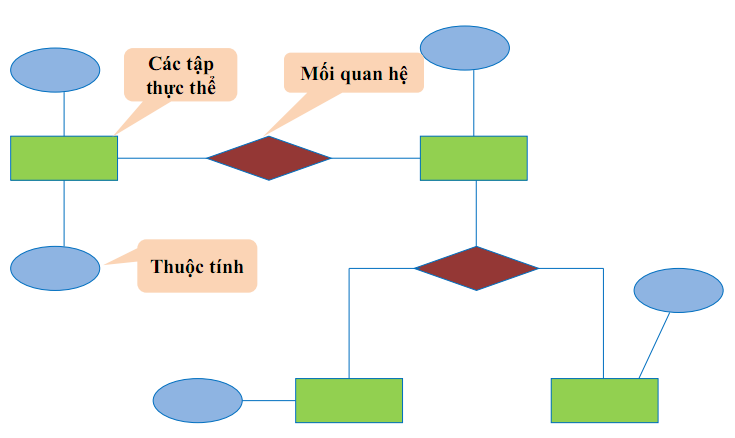 Các tập
thực thể
Mối quan hệ
Thuộc tính